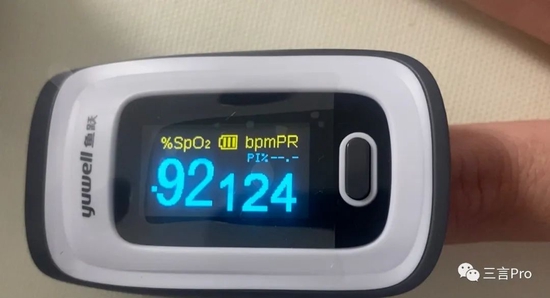 yuwell 鱼跃
%SpO₂ bpmPR
PI%--.-
92 124
三言Pro